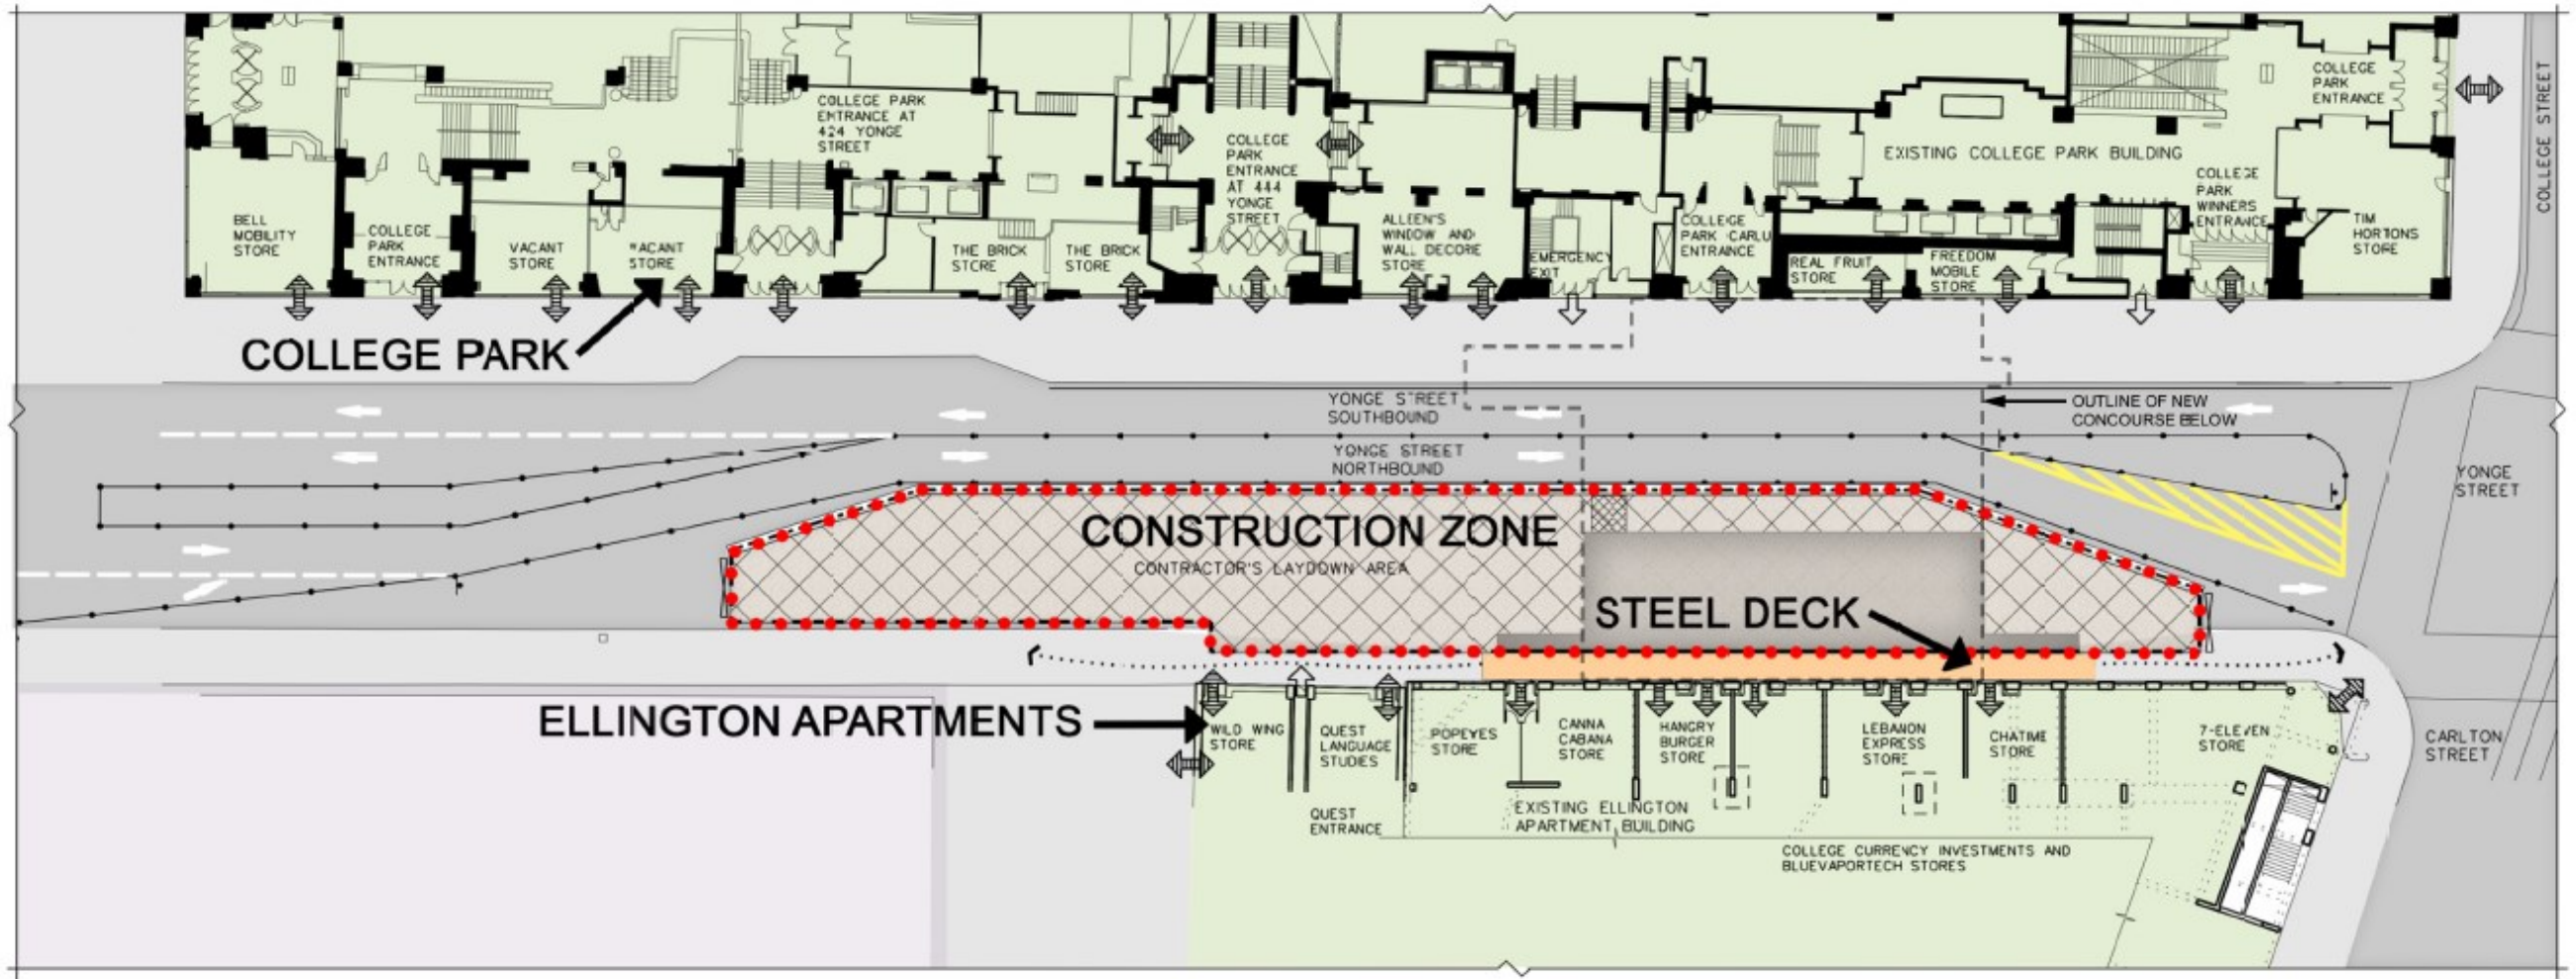 COLLEGE
PARK
ENTRANCE
COLLEGE STREET
COLLEGE PARK
ENTRANCE AT
424 YONGE
STREET
COLLEGE
PARK
ENTRANCE
AT 444
YONGE
STREET
EXISTING COLLEGE PARK BUILDING
COLLEGE
PARK
WINNERS
ENTRANCE
BELL
MOBILITY
STORE
COLLEGE
PARK
ENTRANCE
VACANT
STORE
VACANT
STORE
THE BRICK
STORE
THE BRICK
STORE
ALLEEN'S
WINDOW AND
WALL DECORE
STORE
EMERGENCY
EXIT
COLLEGE
PARK CARLU
ENTRANCE
REAL FRUIT
STORE
FREEDOM
MOBILE
STORE
TIM
HORTIONS
STORE
COLLEGE PARK
YONGE STREET
SOUTHBOUND
OUTLINE OF NEW
CONCOURSE BELOW
YONGE STREET
NORTHBOUND
YONGE
STREET
CONSTRUCTION ZONE
CONTRACTOR'S LAYDOWN AREA
STEEL DECK
ELLINGTON APARTMENTS
WILD WING
STORE
QUEST
LANGUAGE
STUDIES
POPEYES
STORE
CANNA
CABANA
STORE
HANGRY
BURGER
STORE
LEBANON
EXPRESS
STORE
CHATIME
STORE
7-ELEVEN
STORE
CARLTON
STREET
QUEST
ENTRANCE
EXISTING ELLINGTON
APARTMENT BUILDING
COLLEGE CURRENCY INVESTMENTS AND
BLUEVAPORTECH STORES